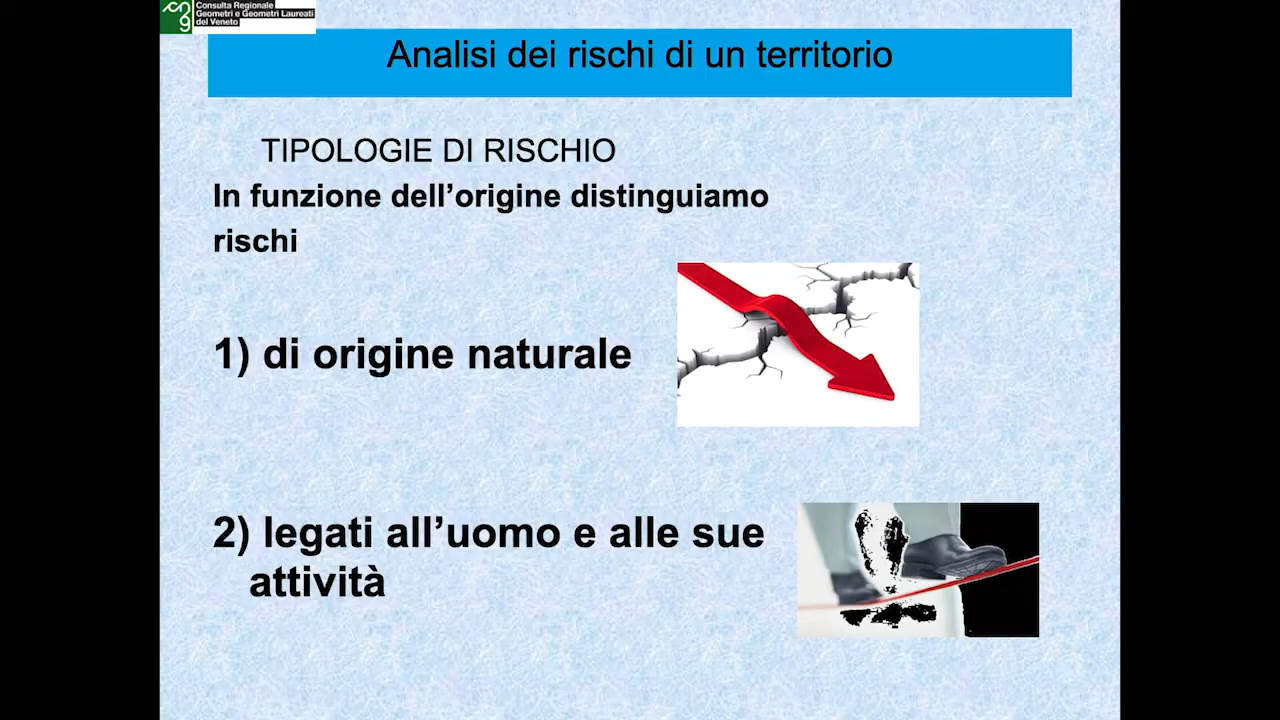 Consulta Regionale
Geometri e Geometri Laureati
del Veneto
Analisi dei rischi di un territorio
TIPOLOGIE DI RISCHIO
In funzione dell’origine distinguiamo
rischi
1) di origine naturale
2) legati all’uomo e alle sue
attività